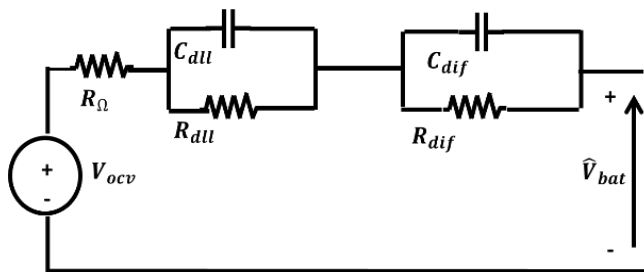 C_dll
C_dif
R_Ω
R_dll
R_dif
+
V_ocv
-
+
V̂_bat
-